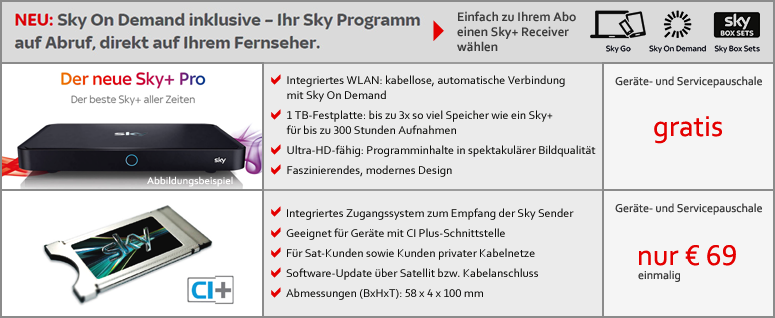 NEU: Sky On Demand inklusive – Ihr Sky Programm
auf Abruf, direkt auf Ihrem Fernseher.
Einfach zu Ihrem Abo
einen Sky+ Receiver
wählen
Sky Go
Sky On Demand
sky
BOX SETS
Sky Box Sets
Der neue Sky+ Pro
Der beste Sky+ aller Zeiten
sky
sky
Abbildungsbeispiel
Integriertes WLAN: kabellose, automatische Verbindung
mit Sky On Demand
1 TB-Festplatte: bis zu 3x so viel Speicher wie ein Sky+
für bis zu 300 Stunden Aufnahmen
Ultra-HD-fähig: Programminhalte in spektakulärer Bildqualität
Faszinierendes, modernes Design
Geräte- und Servicepauschale
gratis
sky
CI+
Integriertes Zugangssystem zum Empfang der Sky Sender
Geeignet für Geräte mit CI Plus-Schnittstelle
Für Sat-Kunden sowie Kunden privater Kabelnetze
Software-Update über Satellit bzw. Kabelanschluss
Abmessungen (BxHxT): 58 x 4 x 100 mm
Geräte- und Servicepauschale
nur € 69
einmalig